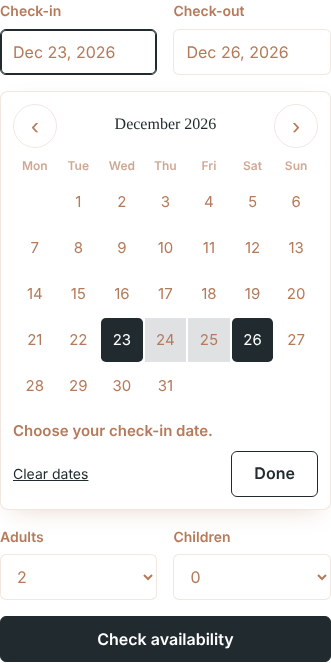 Check-in Check-out
Dec 23, 2026 Dec 26, 2026
‹ December 2026 ›
Mon Tue Wed Thu Fri Sat Sun
1 2 3 4 5 6
7 8 9 10 11 12 13
14 15 16 17 18 19 20
21 22 23 24 25 26 27
28 29 30 31
Choose your check-in date.
Clear dates Done
Adults Children
2 0
Check availability